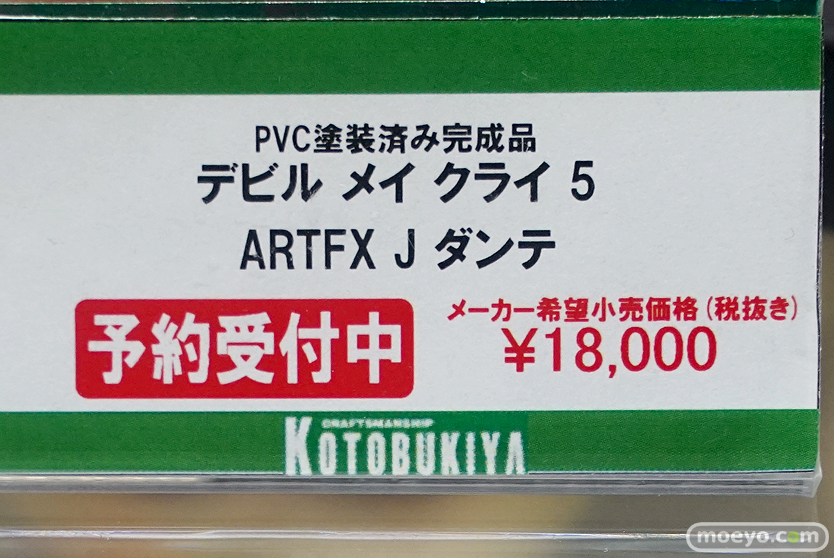 PVC塗装済み完成品
デビル メイ クライ 5
ARTFX J ダンテ
予約受付中
メーカー希望小売価格(税抜き)
¥18,000
CRAFTSMANSHIP
KOTOBUKIYA
moeyo.com